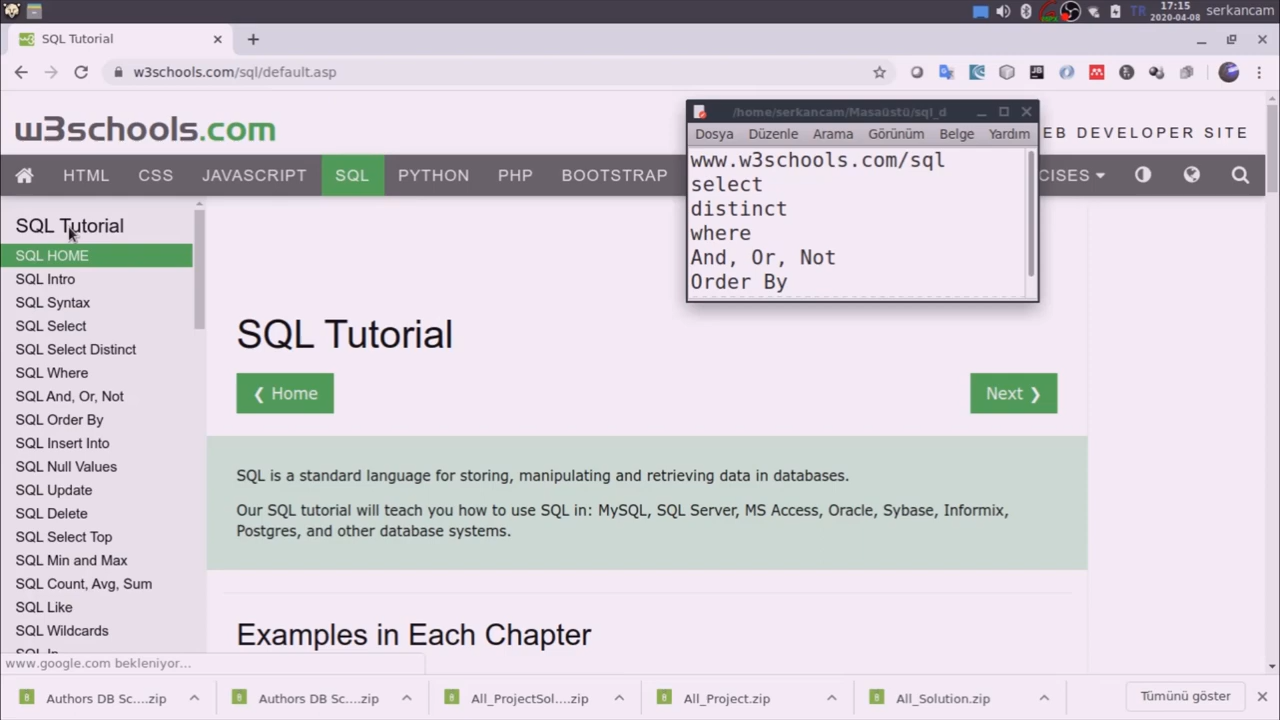 TR
17:15
2020-04-08
serkancam
SQL Tutorial
w3schools.com/sql/default.asp
w3schools.com
EB DEVELOPER SITE
HTML
CSS
JAVASCRIPT
SQL
PYTHON
PHP
BOOTSTRAP
CISES
/home/serkancam/Masaüstü/sql_d
Dosya Düzenle Arama Görünüm Belge Yardım
www.w3schools.com/sql
select
distinct
where
And, Or, Not
Order By
SQL Tutorial
SQL HOME
SQL Intro
SQL Syntax
SQL Select
SQL Select Distinct
SQL Where
SQL And, Or, Not
SQL Order By
SQL Insert Into
SQL Null Values
SQL Update
SQL Delete
SQL Select Top
SQL Min and Max
SQL Count, Avg, Sum
SQL Like
SQL Wildcards
SQL Tutorial
❮ Home
Next ❯
SQL is a standard language for storing, manipulating and retrieving data in databases.
Our SQL tutorial will teach you how to use SQL in: MySQL, SQL Server, MS Access, Oracle, Sybase, Informix,
Postgres, and other database systems.
Examples in Each Chapter
www.google.com bekleniyor...
Authors DB Sc....zip
Authors DB Sc....zip
All_ProjectSol....zip
All_Project.zip
All_Solution.zip
Tümünü göster